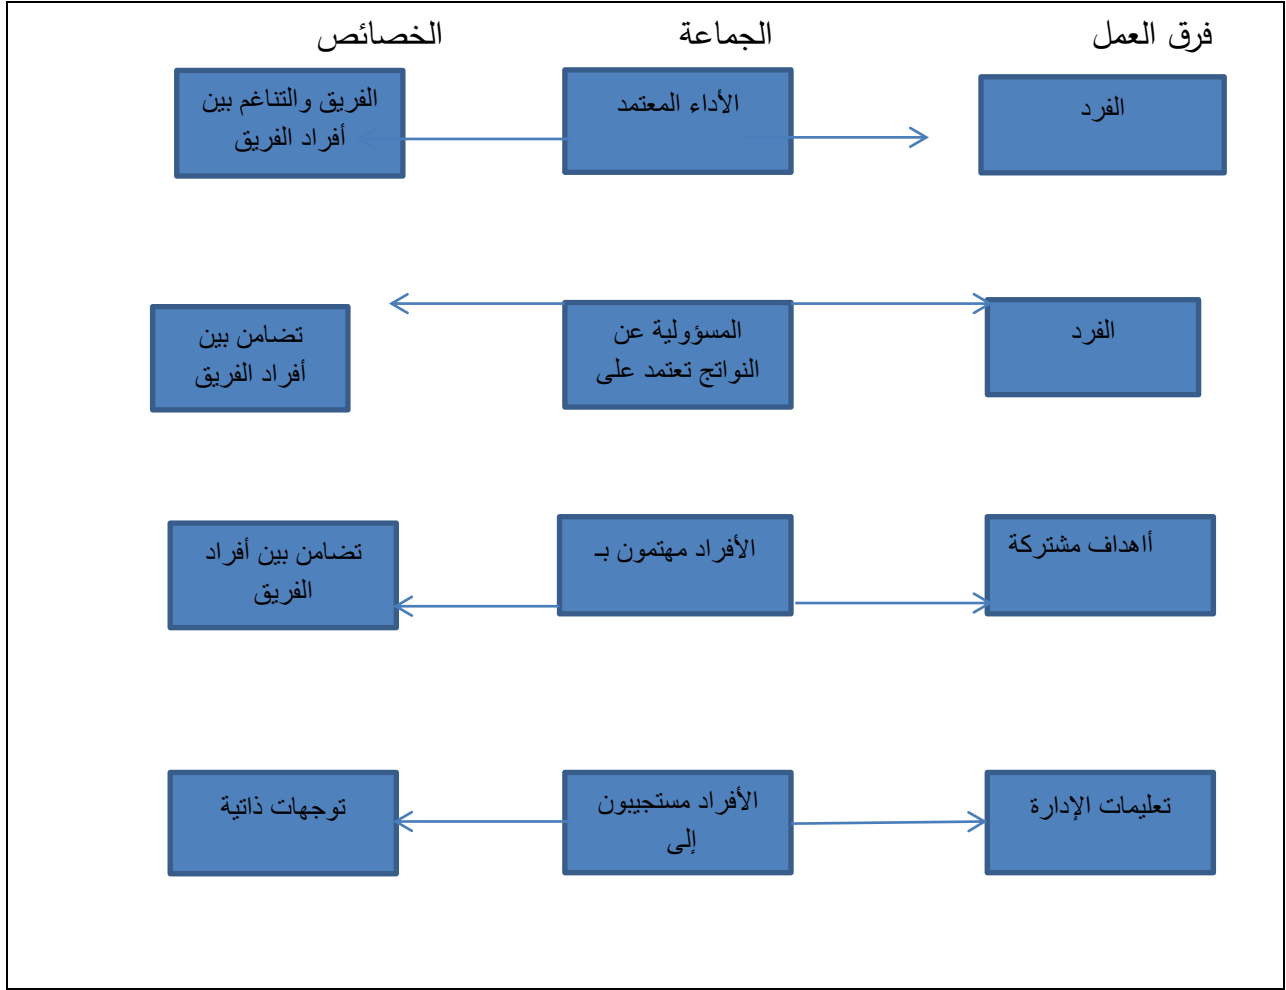 فرق العمل
الجماعة
الخصائص
الفرد
الأداء المعتمد
الفريق والتناغم بين
أفراد الفريق
الفرد
المسؤولية عن
النواتج تعتمد على
تضامن بين
أفراد الفريق
أاهداف مشتركة
الأفراد مهتمون بـ
تضامن بين أفراد
الفريق
تعليمات الإدارة
الأفراد مستجيبون
إلى
توجهات ذاتية